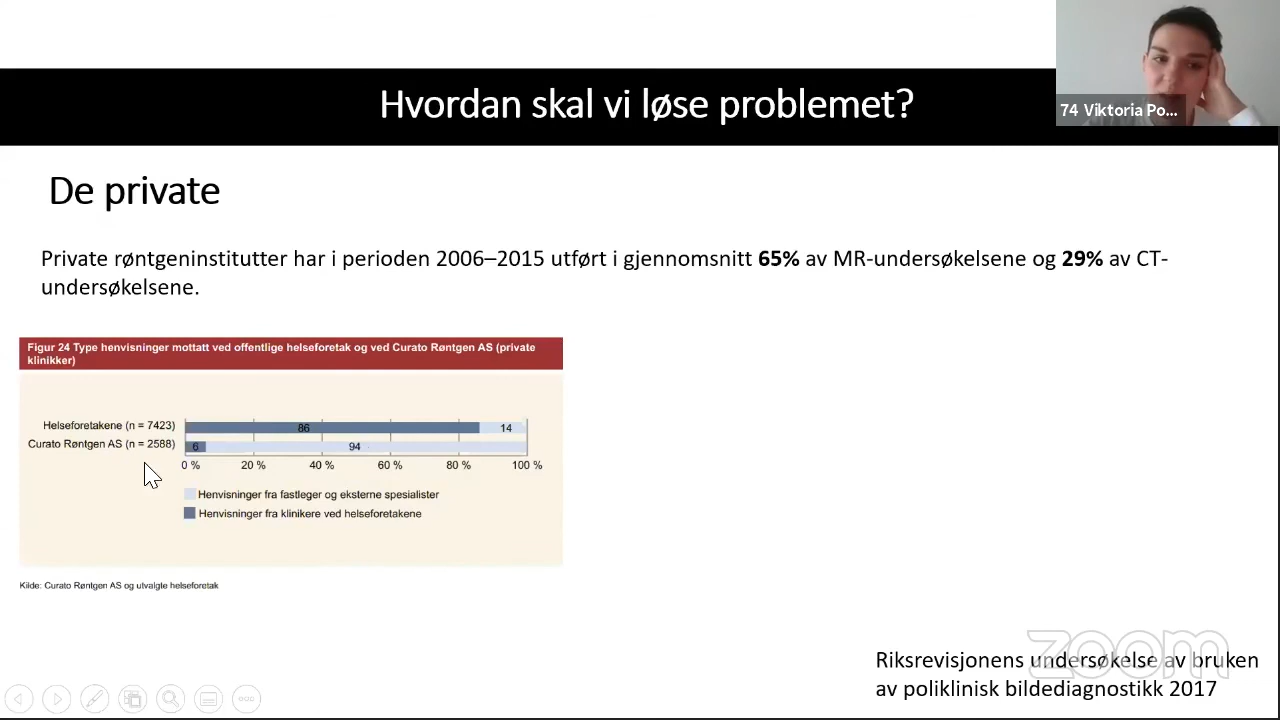 Hvordan skal vi løse problemet?
74 Viktoria Po...
De private
Private røntgeninstitutter har i perioden 2006–2015 utført i gjennomsnitt 65% av MR-undersøkelsene og 29% av CT-
undersøkelsene.
Figur 24 Type henvisninger mottatt ved offentlige helseforetak og ved Curato Røntgen AS (private
klinikker)
Helseforetakene (n = 7423)
86
14
Curato Røntgen AS (n = 2588)
6
94
0 %
20 %
40 %
60 %
80 %
100 %
Henvisninger fra fastleger og eksterne spesialister
Henvisninger fra klinikere ved helseforetakene
Kilde: Curato Røntgen AS og utvalgte helseforetak
zoom
Riksrevisjonens undersøkelse av bruken
av poliklinisk bildediagnostikk 2017